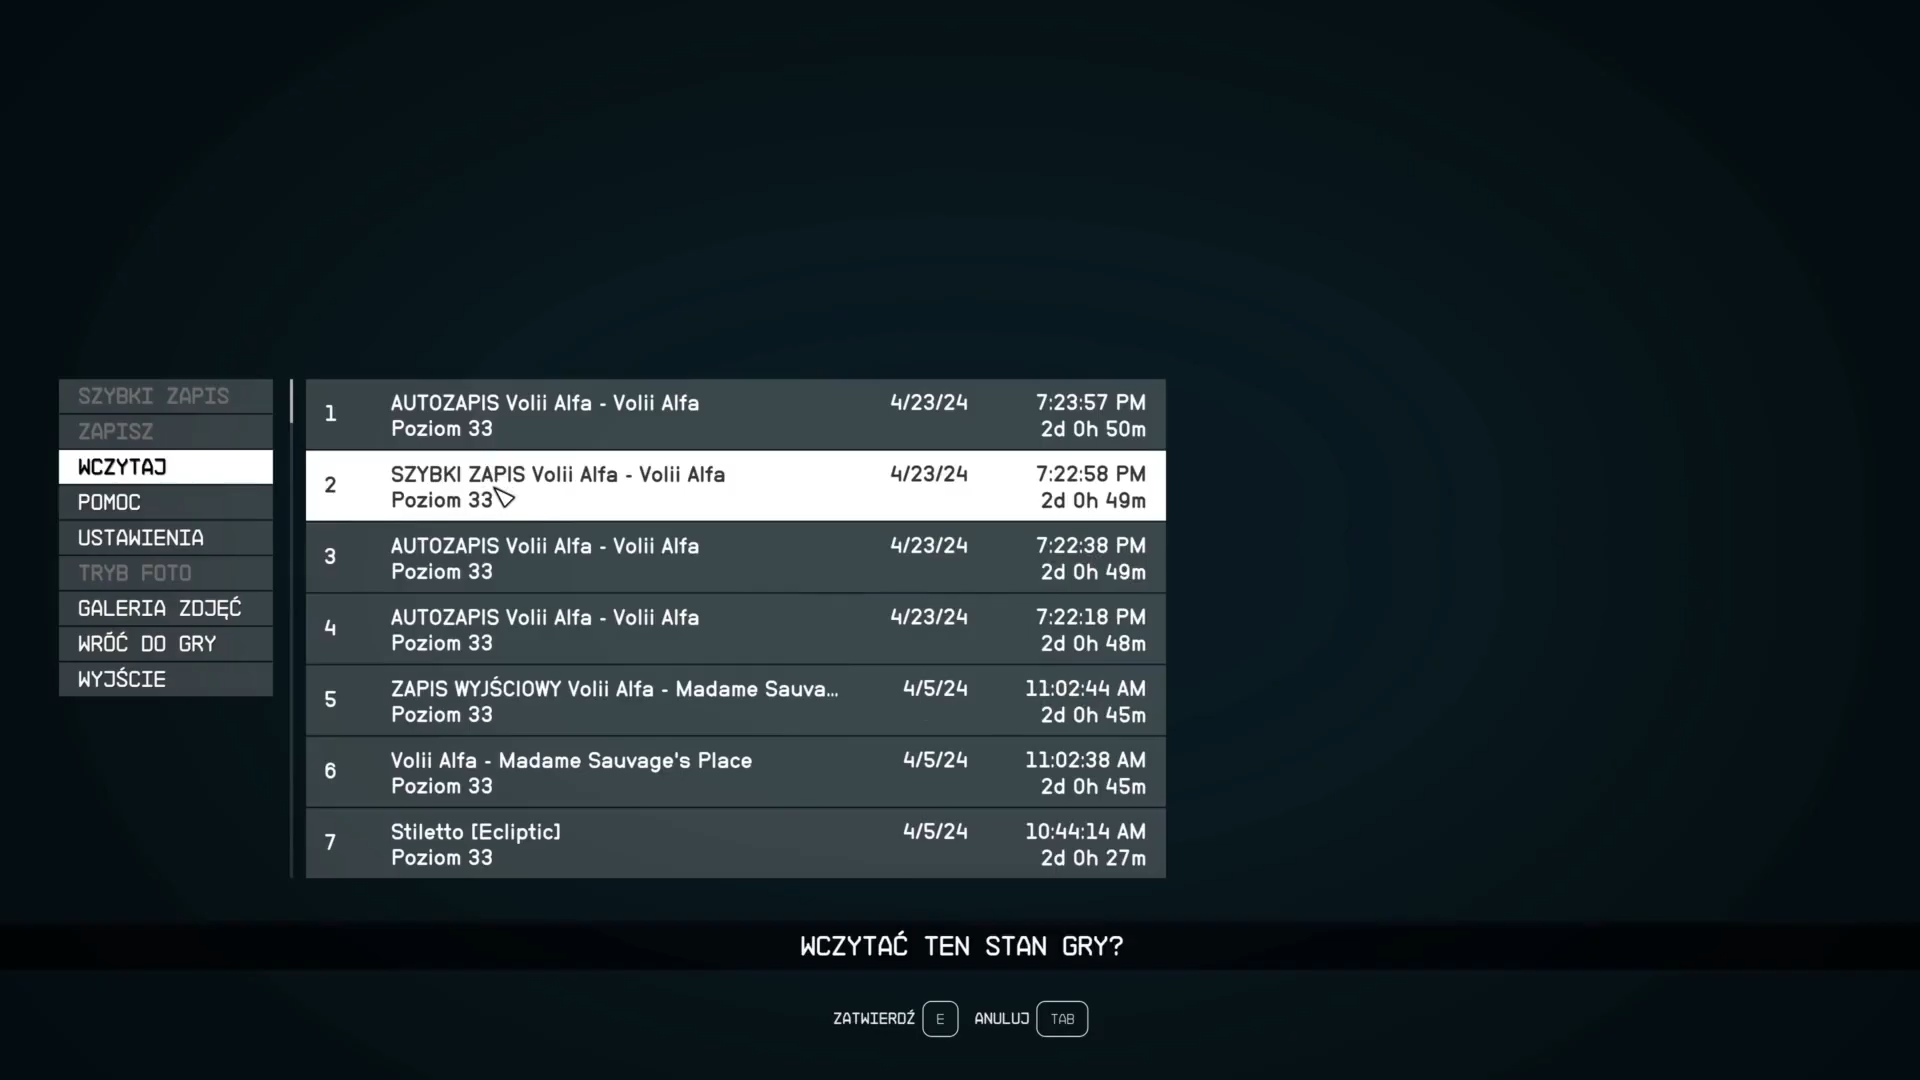 SZYBKI ZAPIS
ZAPISZ
WCZYTAJ
POMOC
USTAWIENIA
TRYB FOTO
GALERIA ZDJĘĆ
WRÓĆ DO GRY
WYJŚCIE
1 AUTOZAPIS Volii Alfa - Volii Alfa 4/23/24 7:23:57 PM
Poziom 33 2d 0h 50m
2 SZYBKI ZAPIS Volii Alfa - Volii Alfa 4/23/24 7:22:58 PM
Poziom 33 2d 0h 49m
3 AUTOZAPIS Volii Alfa - Volii Alfa 4/23/24 7:22:38 PM
Poziom 33 2d 0h 49m
4 AUTOZAPIS Volii Alfa - Volii Alfa 4/23/24 7:22:18 PM
Poziom 33 2d 0h 48m
5 ZAPIS WYJŚCIOWY Volii Alfa - Madame Sauva... 4/5/24 11:02:44 AM
Poziom 33 2d 0h 45m
6 Volii Alfa - Madame Sauvage's Place 4/5/24 11:02:38 AM
Poziom 33 2d 0h 45m
7 Stiletto [Ecliptic] 4/5/24 10:44:14 AM
Poziom 33 2d 0h 27m
WCZYTAĆ TEN STAN GRY?
ZATWIERDŹ E ANULUJ TAB